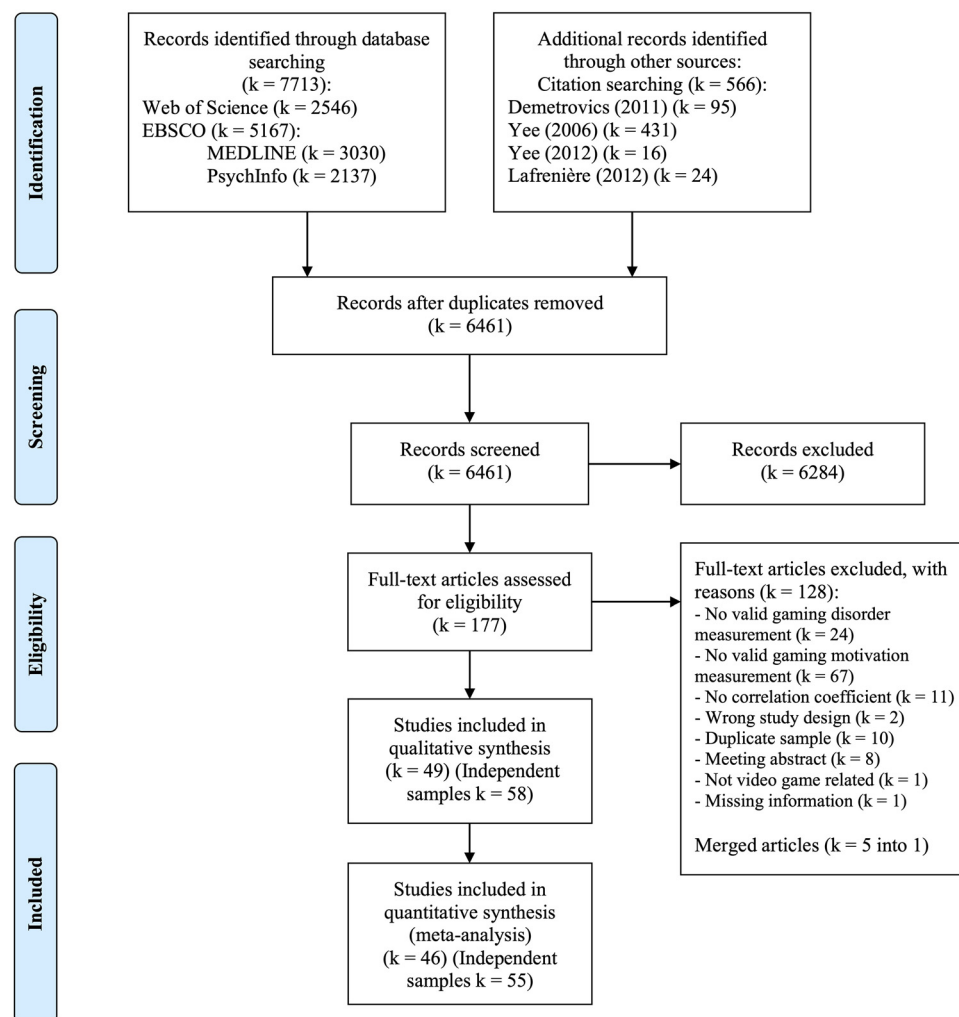 Identification
Records identified through database
searching
(k = 7713):
Web of Science (k = 2546)
EBSCO (k = 5167):
MEDLINE (k = 3030)
PsychInfo (k = 2137)
Additional records identified
through other sources:
Citation searching (k = 566):
Demetrovics (2011) (k = 95)
Yee (2006) (k = 431)
Yee (2012) (k = 16)
Lafrenière (2012) (k = 24)
Screening
Records after duplicates removed
(k = 6461)
Records screened
(k = 6461)
Records excluded
(k = 6284)
Eligibility
Full-text articles assessed
for eligibility
(k = 177)
Full-text articles excluded, with
reasons (k = 128):
- No valid gaming disorder
measurement (k = 24)
- No valid gaming motivation
measurement (k = 67)
- No correlation coefficient (k = 11)
- Wrong study design (k = 2)
- Duplicate sample (k = 10)
- Meeting abstract (k = 8)
- Not video game related (k = 1)
- Missing information (k = 1)
Merged articles (k = 5 into 1)
Studies included in
qualitative synthesis
(k = 49) (Independent
samples k = 58)
Included
Studies included in
quantitative synthesis
(meta-analysis)
(k = 46) (Independent
samples k = 55)